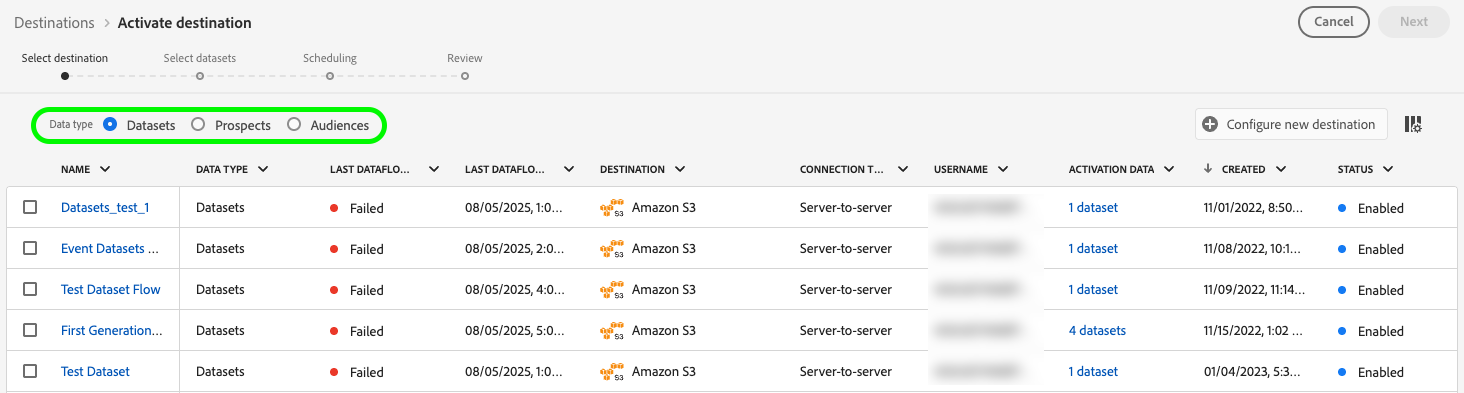 Destinations > Activate destination
Cancel
Next
Select destination
Select datasets
Scheduling
Review
Data type Datasets Prospects Audiences
Configure new destination
NAME DATA TYPE LAST DATAFLO... LAST DATAFLO... DESTINATION CONNECTION T... USERNAME ACTIVATION DATA CREATED STATUS
Datasets_test_1 Datasets Failed 08/05/2025, 1:0... S3 Amazon S3 Server-to-server 1 dataset 11/01/2022, 8:50... Enabled
Event Datasets ... Datasets Failed 08/05/2025, 2:0... S3 Amazon S3 Server-to-server 1 dataset 11/08/2022, 10:1... Enabled
Test Dataset Flow Datasets Failed 08/05/2025, 4:0... S3 Amazon S3 Server-to-server 1 dataset 11/09/2022, 11:14... Enabled
First Generation... Datasets Failed 08/05/2025, 5:0... S3 Amazon S3 Server-to-server 4 datasets 11/15/2022, 1:02 ... Enabled
Test Dataset Datasets Failed 08/05/2025, 1:0... S3 Amazon S3 Server-to-server 1 dataset 01/04/2023, 5:3... Enabled